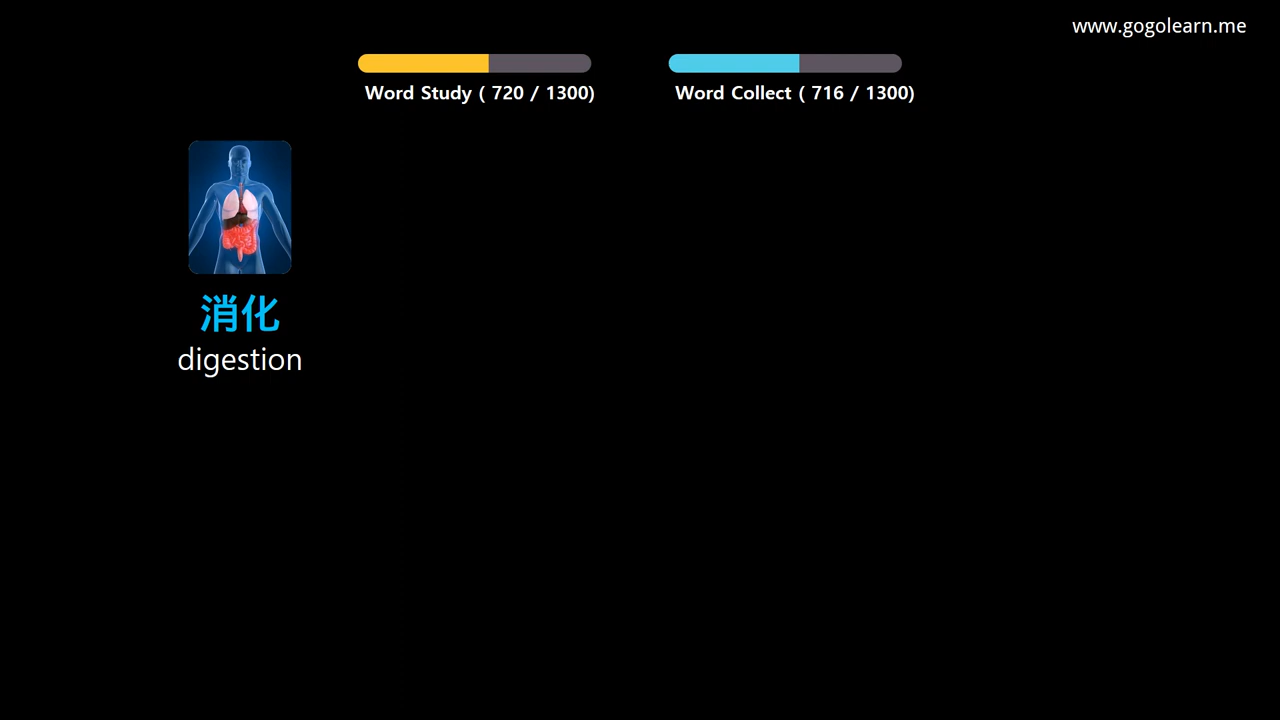 www.gogolearn.me
Word Study ( 720 / 1300)
Word Collect ( 716 / 1300)
消化
digestion